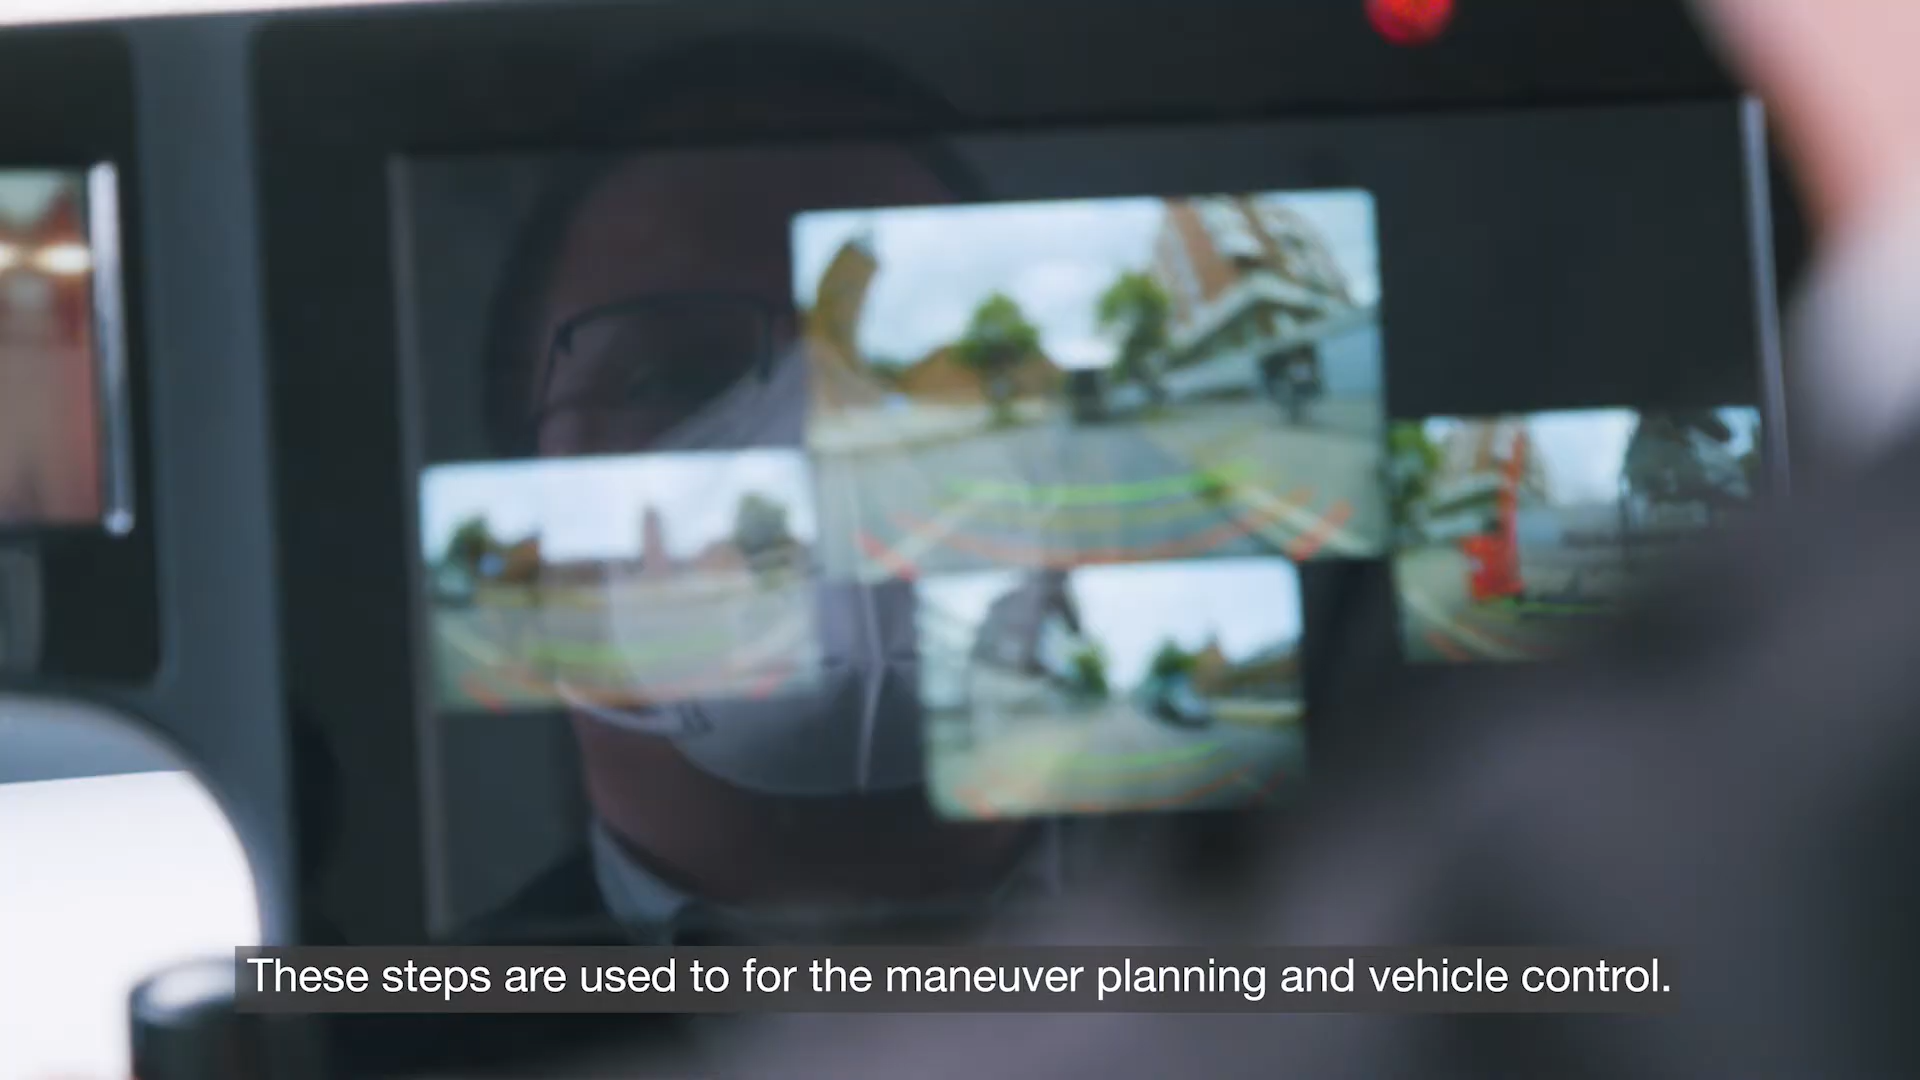 These steps are used to for the maneuver planning and vehicle control.